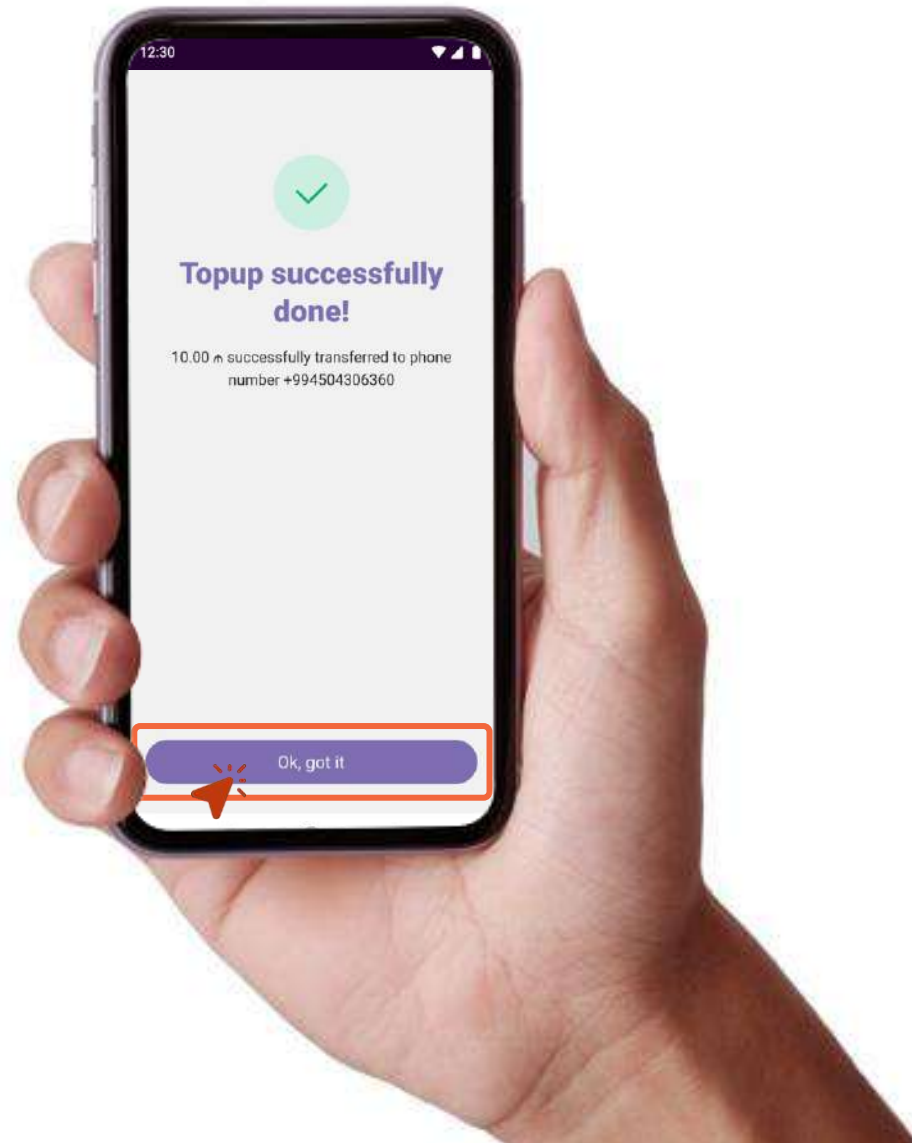 12:30
Topup successfully
done!
10.00 ₼ successfully transferred to phone
number +994504306360
Ok, got it